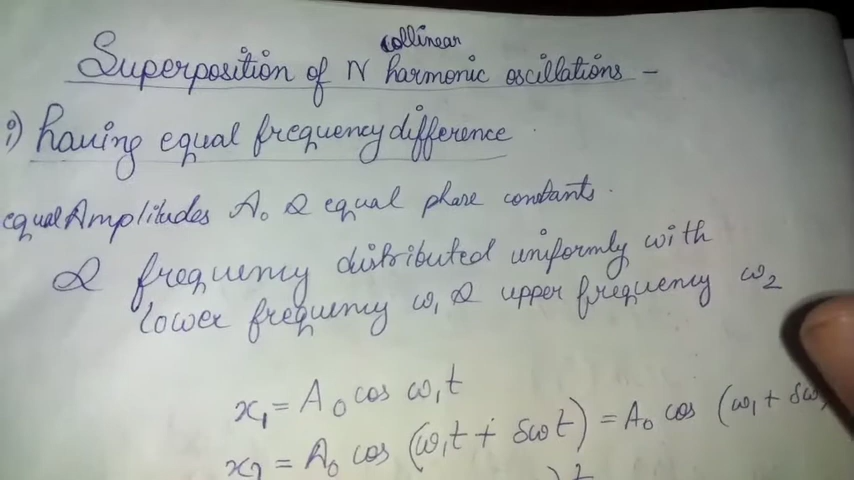 Superposition of N collinear harmonic oscillations -
i) having equal frequency difference
equal Amplitudes A₀ & equal phase constants.
& frequency distributed uniformly with
lower frequency ω₁ & upper frequency ω₂
x₁ = A₀ cos ω₁t
x₂ = A₀ cos (ω₁t + δωt) = A₀ cos (ω₁ + δω)